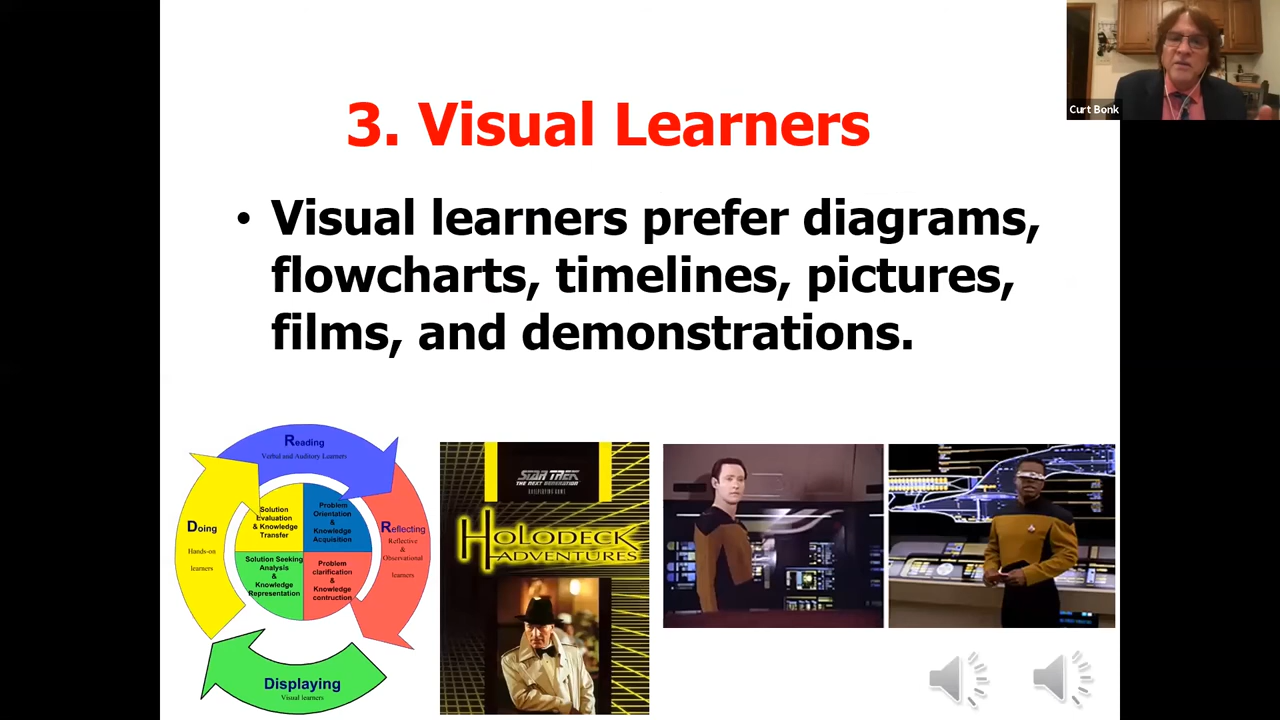 Curt Bonk
3. Visual Learners
• Visual learners prefer diagrams,
flowcharts, timelines, pictures,
films, and demonstrations.
Reading
Verbal and Auditory Learners
Doing
Hands-on
learners
Solution
Evaluation
& Knowledge
Transfer
Problem
Orientation
&
Knowledge
Acquisition
Reflecting
Reflective
&
Observational
learners
Solution Seeking
Analysis
&
Knowledge
Representation
Problem
clarification
&
Knowledge
contruction
Displaying
Visual learners
STAR TREK
THE NEXT GENERATION
ROLEPLAYING GAME
HOLODECK
ADVENTURES